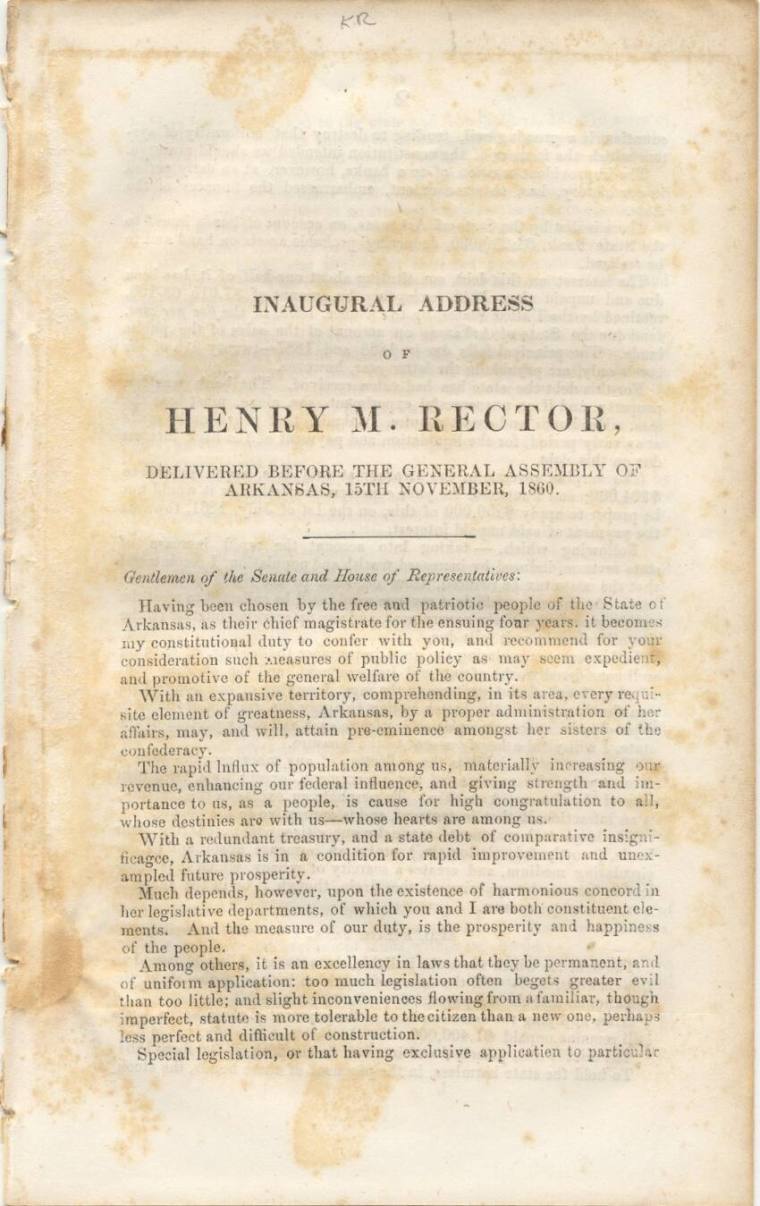 KR
INAUGURAL ADDRESS
OF
HENRY M. RECTOR,
DELIVERED BEFORE THE GENERAL ASSEMBLY OF
ARKANSAS, 15TH NOVEMBER, 1860.
Gentlemen of the Senate and House of Representatives:
Having been chosen by the free and patriotic people of the State of
Arkansas, as their chief magistrate for the ensuing four years. it becomes
my constitutional duty to confer with you, and recommend for your
consideration such measures of public policy as may seem expedient,
and promotive of the general welfare of the country.
With an expansive territory, comprehending, in its area, every requi-
site element of greatness, Arkansas, by a proper administration of her
affairs, may, and will, attain pre-eminence amongst her sisters of the
confederacy.
The rapid Influx of population among us, materially increasing our
revenue, enhancing our federal influence, and giving strength and im-
portance to us, as a people, is cause for high congratulation to all,
whose destinies are with us—whose hearts are among us.
With a redundant treasury, and a state debt of comparative insigni-
ficagce, Arkansas is in a condition for rapid improvement and unex-
ampled future prosperity.
Much depends, however, upon the existence of harmonious concord in
her legislative departments, of which you and I are both constituent ele-
ments. And the measure of our duty, is the prosperity and happiness
of the people.
Among others, it is an excellency in laws that they be permanent, and
of uniform application: too much legislation often begets greater evil
than too little; and slight inconveniences flowing from a familiar, though
imperfect, statute is more tolerable to the citizen than a new one, perhaps
less perfect and difficult of construction.
Special legislation, or that having exclusive application to particular